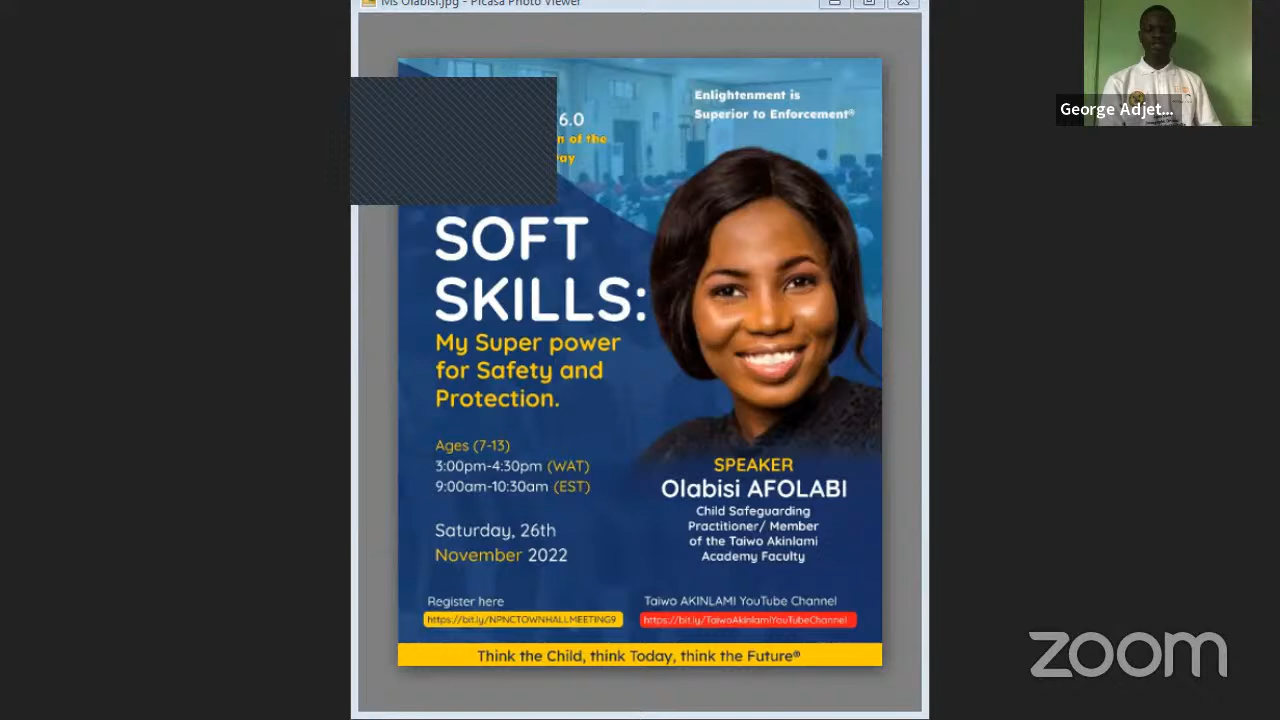 Ms Olabisi.jpg - Picasa Photo Viewer
George Adjet...
6.0
of the
Enlightenment is
Superior to Enforcement®
SOFT
SKILLS:
My Super power
for Safety and
Protection.
Ages (7-13)
3:00pm-4:30pm (WAT)
9:00am-10:30am (EST)
Saturday, 26th
November 2022
SPEAKER
Olabisi AFOLABI
Child Safeguarding
Practitioner/ Member
of the Taiwo Akinlami
Academy Faculty
Register here
https://bit.ly/NPNCTOWNHALLMEETING9
Taiwo AKINLAMI YouTube Channel
https://bit.ly/TaiwoAkinlamiYouTubeChannel
Think the Child, think Today, think the Future®
zoom